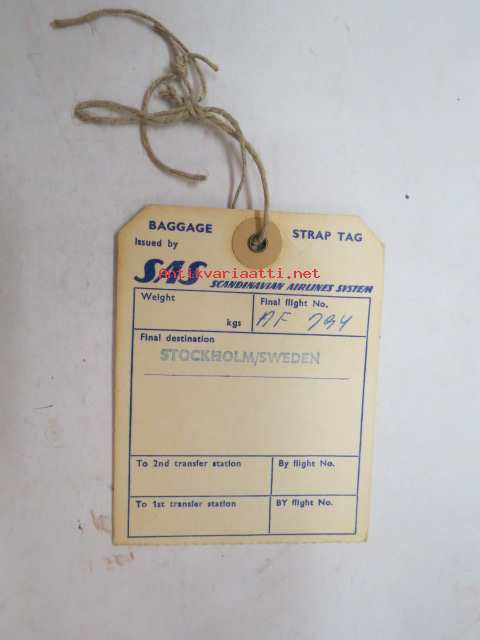 BAGGAGE STRAP TAG
Issued by
SAS SCANDINAVIAN AIRLINES SYSTEM
Antikvariaatti.net
Weight Final flight No.
kgs AF 794
Final destination
STOCKHOLM/SWEDEN
To 2nd transfer station By flight No.
To 1st transfer station BY flight No.